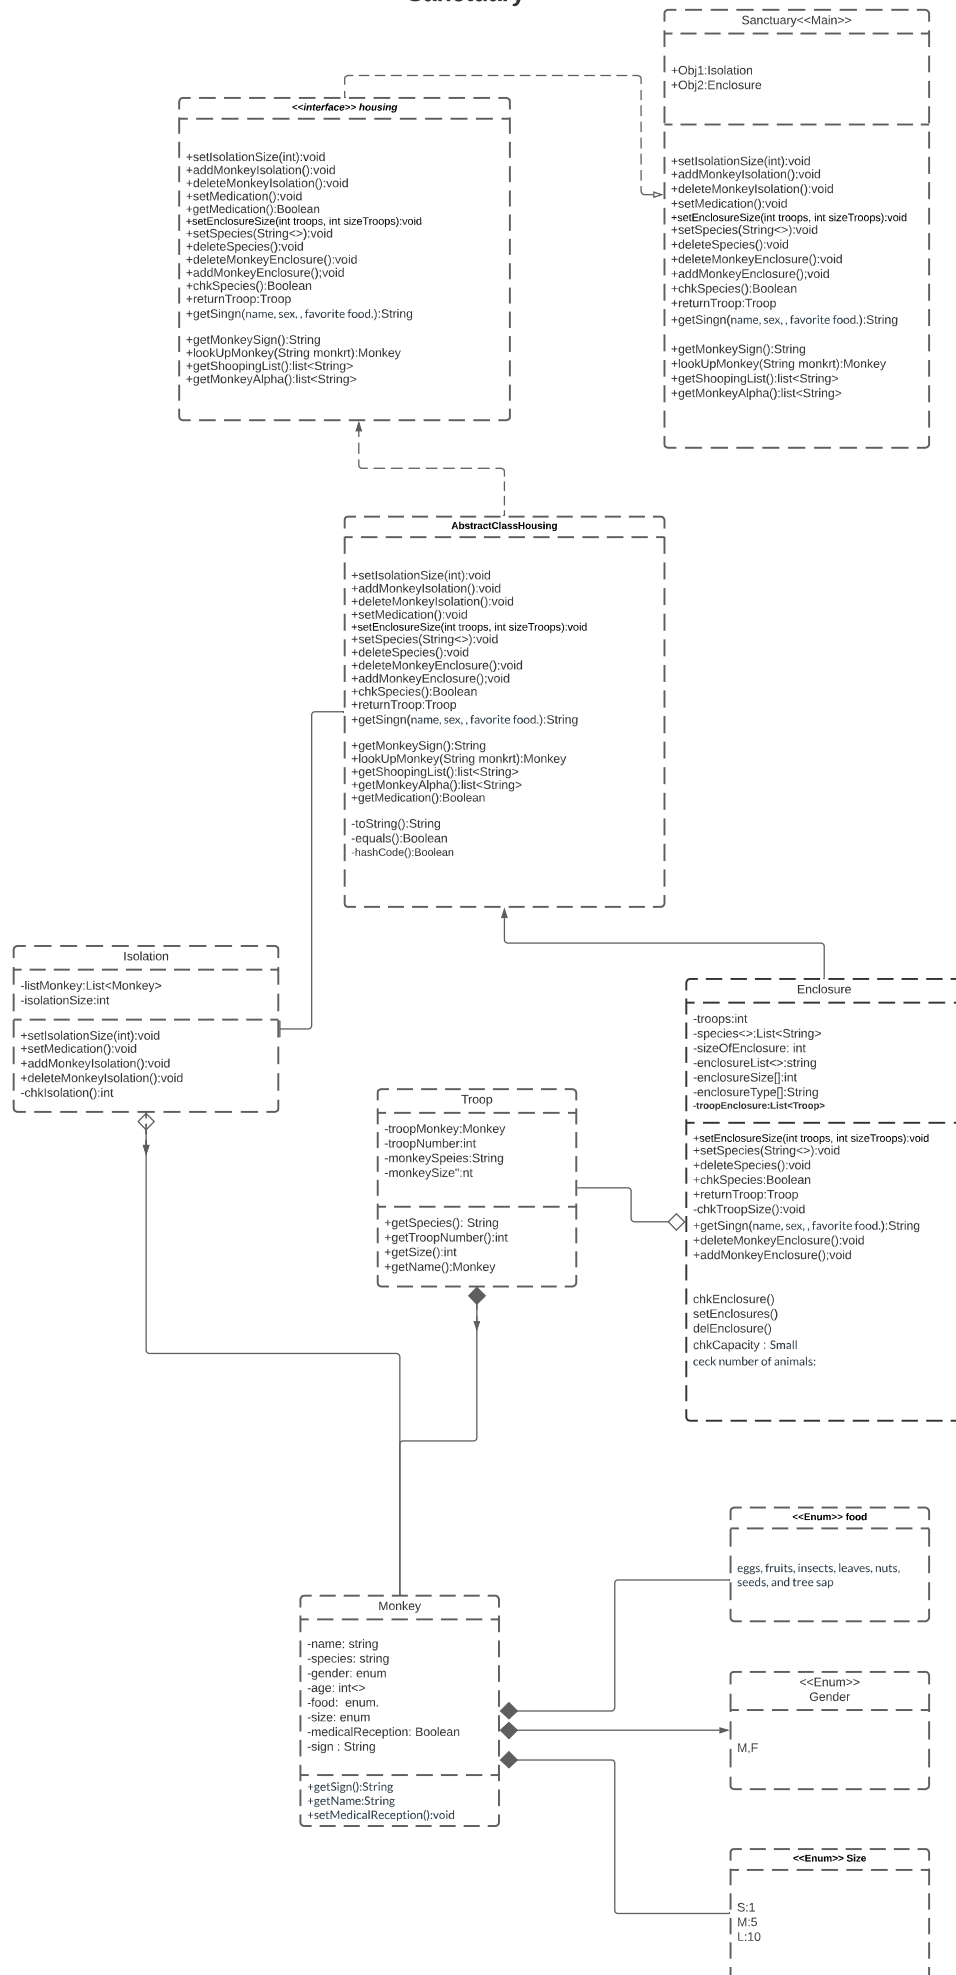 Sanctuary
Sanctuary<<Main>>
+Obj1:Isolation
+Obj2:Enclosure
+setIsolationSize(int):void
+addMonkeyIsolation():void
+deleteMonkeyIsolation():void
+setMedication():void
+setEnclosureSize(int troops, int sizeTroops):void
+setSpecies(String<>):void
+deleteSpecies():void
+deleteMonkeyEnclosure():void
+addMonkeyEnclosure();void
+chkSpecies():Boolean
+returnTroop:Troop
+getSingn(name, sex, , favorite food.):String
+getMonkeySign():String
+lookUpMonkey(String monkrt):Monkey
+getShoopingList():list<String>
+getMonkeyAlpha():list<String>
<<interface>> housing
+setIsolationSize(int):void
+addMonkeyIsolation():void
+deleteMonkeyIsolation():void
+setMedication():void
+getMedication():Boolean
+setEnclosureSize(int troops, int sizeTroops):void
+setSpecies(String<>):void
+deleteSpecies():void
+deleteMonkeyEnclosure():void
+addMonkeyEnclosure();void
+chkSpecies():Boolean
+returnTroop:Troop
+getSingn(name, sex, , favorite food.):String
+getMonkeySign():String
+lookUpMonkey(String monkrt):Monkey
+getShoopingList():list<String>
+getMonkeyAlpha():list<String>
AbstractClassHousing
+setIsolationSize(int):void
+addMonkeyIsolation():void
+deleteMonkeyIsolation():void
+setMedication():void
+setEnclosureSize(int troops, int sizeTroops):void
+setSpecies(String<>):void
+deleteSpecies():void
+deleteMonkeyEnclosure():void
+addMonkeyEnclosure();void
+chkSpecies():Boolean
+returnTroop:Troop
+getSingn(name, sex, , favorite food.):String
+getMonkeySign():String
+lookUpMonkey(String monkrt):Monkey
+getShoopingList():list<String>
+getMonkeyAlpha():list<String>
+getMedication():Boolean
-toString():String
-equals():Boolean
-hashCode():Boolean
Isolation
-listMonkey:List<Monkey>
-isolationSize:int
+setIsolationSize(int):void
+setMedication():void
+addMonkeyIsolation():void
+deleteMonkeyIsolation():void
-chkIsolation():int
Enclosure
-troops:int
-species<>:List<String>
-sizeOfEnclosure: int
-enclosureList<>:string
-enclosureSize[]:int
-enclosureType[]:String
-troopEnclosure:List<Troop>
+setEnclosureSize(int troops, int sizeTroops):void
+setSpecies(String<>):void
+deleteSpecies():void
+chkSpecies:Boolean
+returnTroop:Troop
-chkTroopSize():void
+getSingn(name, sex, , favorite food.):String
+deleteMonkeyEnclosure():void
+addMonkeyEnclosure();void
chkEnclosure()
setEnclosures()
delEnclosure()
chkCapacity : Small
ceck number of animals:
Troop
-troopMonkey:Monkey
-troopNumber:int
-monkeySpeies:String
-monkeySize":nt
+getSpecies(): String
+getTroopNumber():int
+getSize():int
+getName():Monkey
<<Enum>> food
eggs, fruits, insects, leaves, nuts,
seeds, and tree sap
Monkey
-name: string
-species: string
-gender: enum
-age: int<>
-food:  enum.
-size: enum
-medicalReception: Boolean
-sign : String
+getSign():String
+getName:String
+setMedicalReception():void
<<Enum>>
Gender
M,F
<<Enum>> Size
S:1
M:5
L:10